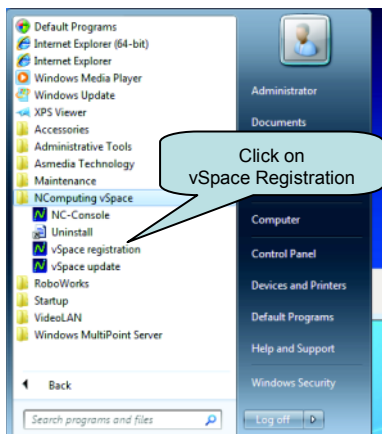 Default Programs
Internet Explorer (64-bit)
Internet Explorer
Windows Media Player
Windows Update
XPS Viewer
Accessories
Administrative Tools
Asmedia Technology
Maintenance
NComputing vSpace
NC-Console
Uninstall
vSpace registration
vSpace update
RoboWorks
Startup
VideoLAN
Windows MultiPoint Server
Back
Search programs and files
Administrator
Documents
Click on
vSpace Registration
Computer
Control Panel
Devices and Printers
Default Programs
Help and Support
Windows Security
Log off